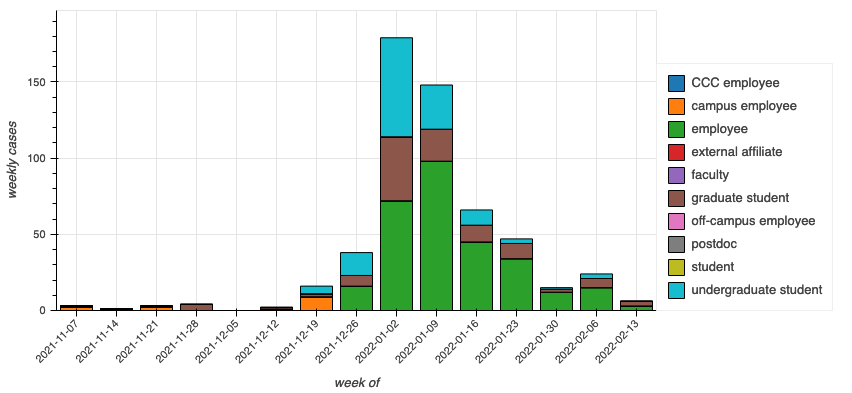 150
100
50
0
weekly cases
2021-11-07
2021-11-14
2021-11-21
2021-11-28
2021-12-05
2021-12-12
2021-12-19
2021-12-26
2022-01-02
2022-01-09
2022-01-16
2022-01-23
2022-01-30
2022-02-06
2022-02-13
week of
CCC employee
campus employee
employee
external affiliate
faculty
graduate student
off-campus employee
postdoc
student
undergraduate student